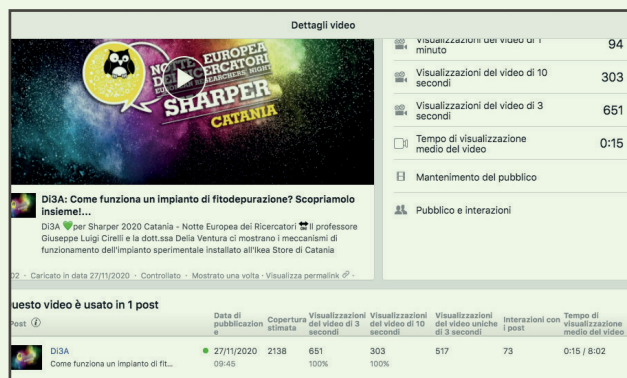 Dettagli video
NOTTE EUROPEA
DEI RICERCATORI
EUROPEAN RESEARCHERS' NIGHT
SHARPER
CATANIA
Di3A: Come funziona un impianto di fitodepurazione? Scopriamolo
insieme!...
Di3A 💚per Sharper 2020 Catania - Notte Europea dei Ricercatori Il professore
Giuseppe Luigi Cirelli e la dott.ssa Delia Ventura ci mostrano i meccanismi di
funzionamento dell'impianto sperimentale installato all'Ikea Store di Catania
02 · Caricato in data 27/11/2020 · Controllato · Mostrato una volta · Visualizza permalink ·
Visualizzazioni del video di 1
minuto 94
Visualizzazioni del video di 10
secondi 303
Visualizzazioni del video di 3
secondi 651
Tempo di visualizzazione
medio del video 0:15
Mantenimento del pubblico
Pubblico e interazioni
uesto video è usato in 1 post
Post
Data di
pubblicazion
e
Copertura
stimata
Visualizzazioni
del video di 3
secondi
Visualizzazioni
del video di 10
secondi
Visualizzazioni
del video uniche
di 3 secondi
Interazioni con
i post
Tempo di
visualizzazione
medio del video
Di3A 27/11/2020 2138 651 303 517 73 0:15 / 8:02
Come funziona un impianto di fit... 09:45 100% 100%